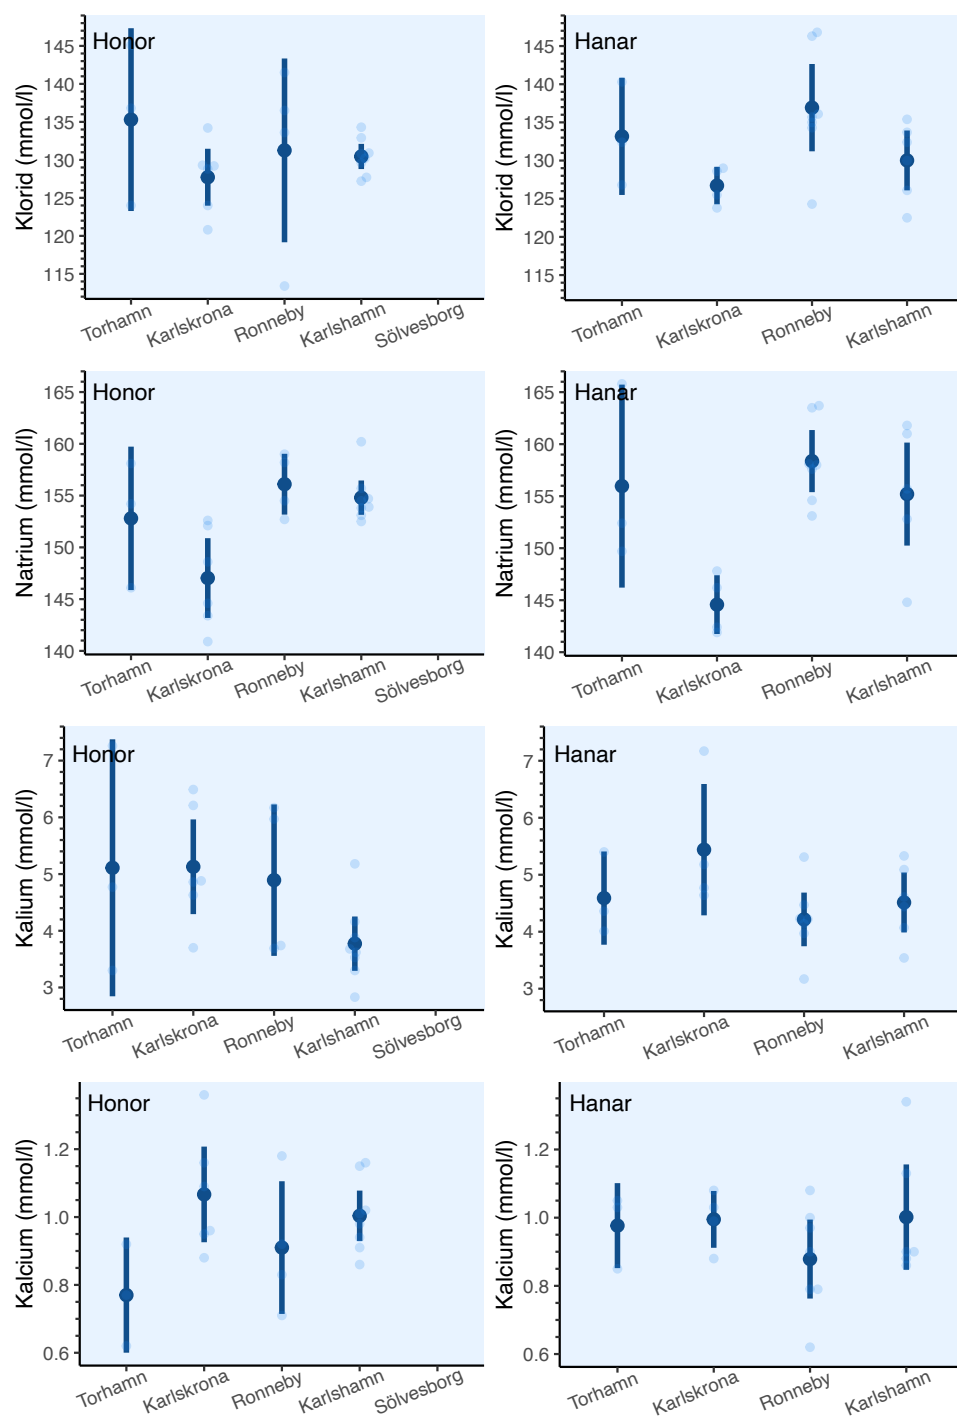 Honor
Klorid (mmol/l)
145
140
135
130
125
120
115
Torhamn
Karlskrona
Ronneby
Karlshamn
Sölvesborg
Hanar
Klorid (mmol/l)
145
140
135
130
125
120
115
Torhamn
Karlskrona
Ronneby
Karlshamn
Honor
Natrium (mmol/l)
165
160
155
150
145
140
Torhamn
Karlskrona
Ronneby
Karlshamn
Sölvesborg
Hanar
Natrium (mmol/l)
165
160
155
150
145
140
Torhamn
Karlskrona
Ronneby
Karlshamn
Honor
Kalium (mmol/l)
7
6
5
4
3
Torhamn
Karlskrona
Ronneby
Karlshamn
Sölvesborg
Hanar
Kalium (mmol/l)
7
6
5
4
3
Torhamn
Karlskrona
Ronneby
Karlshamn
Honor
Kalcium (mmol/l)
1.2
1.0
0.8
0.6
Torhamn
Karlskrona
Ronneby
Karlshamn
Sölvesborg
Hanar
Kalcium (mmol/l)
1.2
1.0
0.8
0.6
Torhamn
Karlskrona
Ronneby
Karlshamn